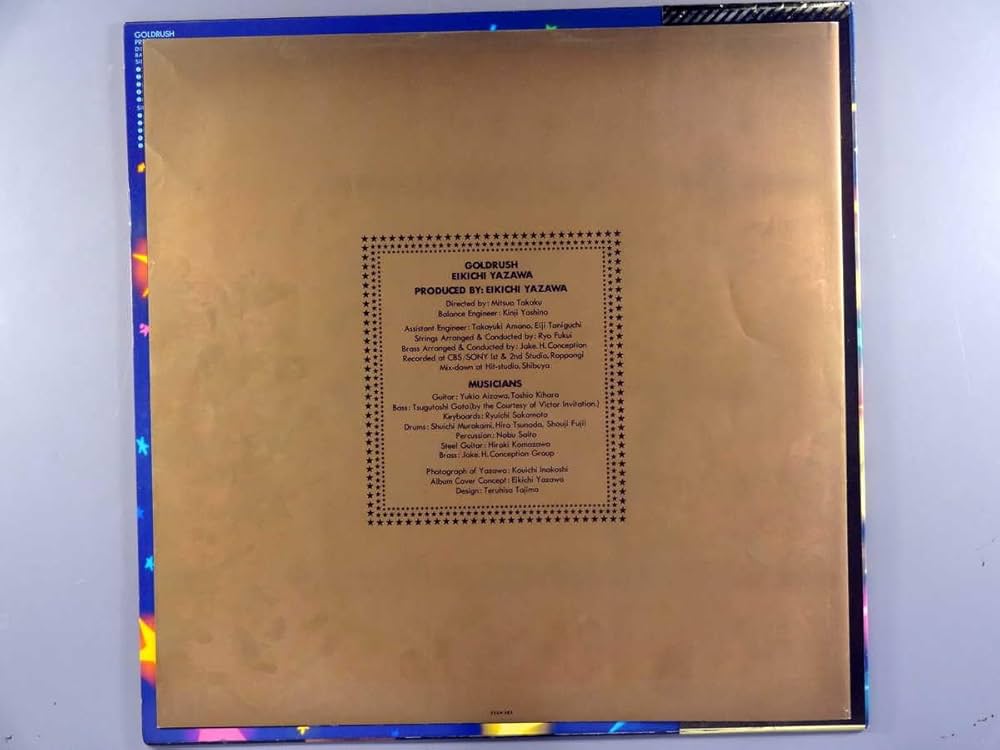 GOLDRUSH
GOLDRUSH
EIKICHI YAZAWA
PRODUCED BY: EIKICHI YAZAWA
Directed by: Mitsuo Takaku
Balance Engineer: Kinji Yoshino
Assistant Engineer: Takayuki Amano, Eiji Taniguchi
Strings Arranged & Conducted by: Ryo Fukui
Brass Arranged & Conducted by: Jake. H. Conception
Recorded at CBS/SONY 1st & 2nd Studio, Roppongi
Mix-down at Hit-studio, Shibuya
MUSICIANS
Guitar: Yukio Aizawa, Toshio Kihara
Bass: Tsugutoshi Goto (by the Courtesy of Victor Invitation.)
Keyboards: Ryuichi Sakamoto
Drums: Shuichi Murakami, Hiro Tsunoda, Shouji Fujii
Percussion: Nobu Saito
Steel Guitar: Hiroki Komazawa
Brass: Jake. H. Conception Group
Photograph of Yazawa: Kouichi Inakoshi
Album Cover Concept: Eikichi Yazawa
Design: Teruhisa Tajima